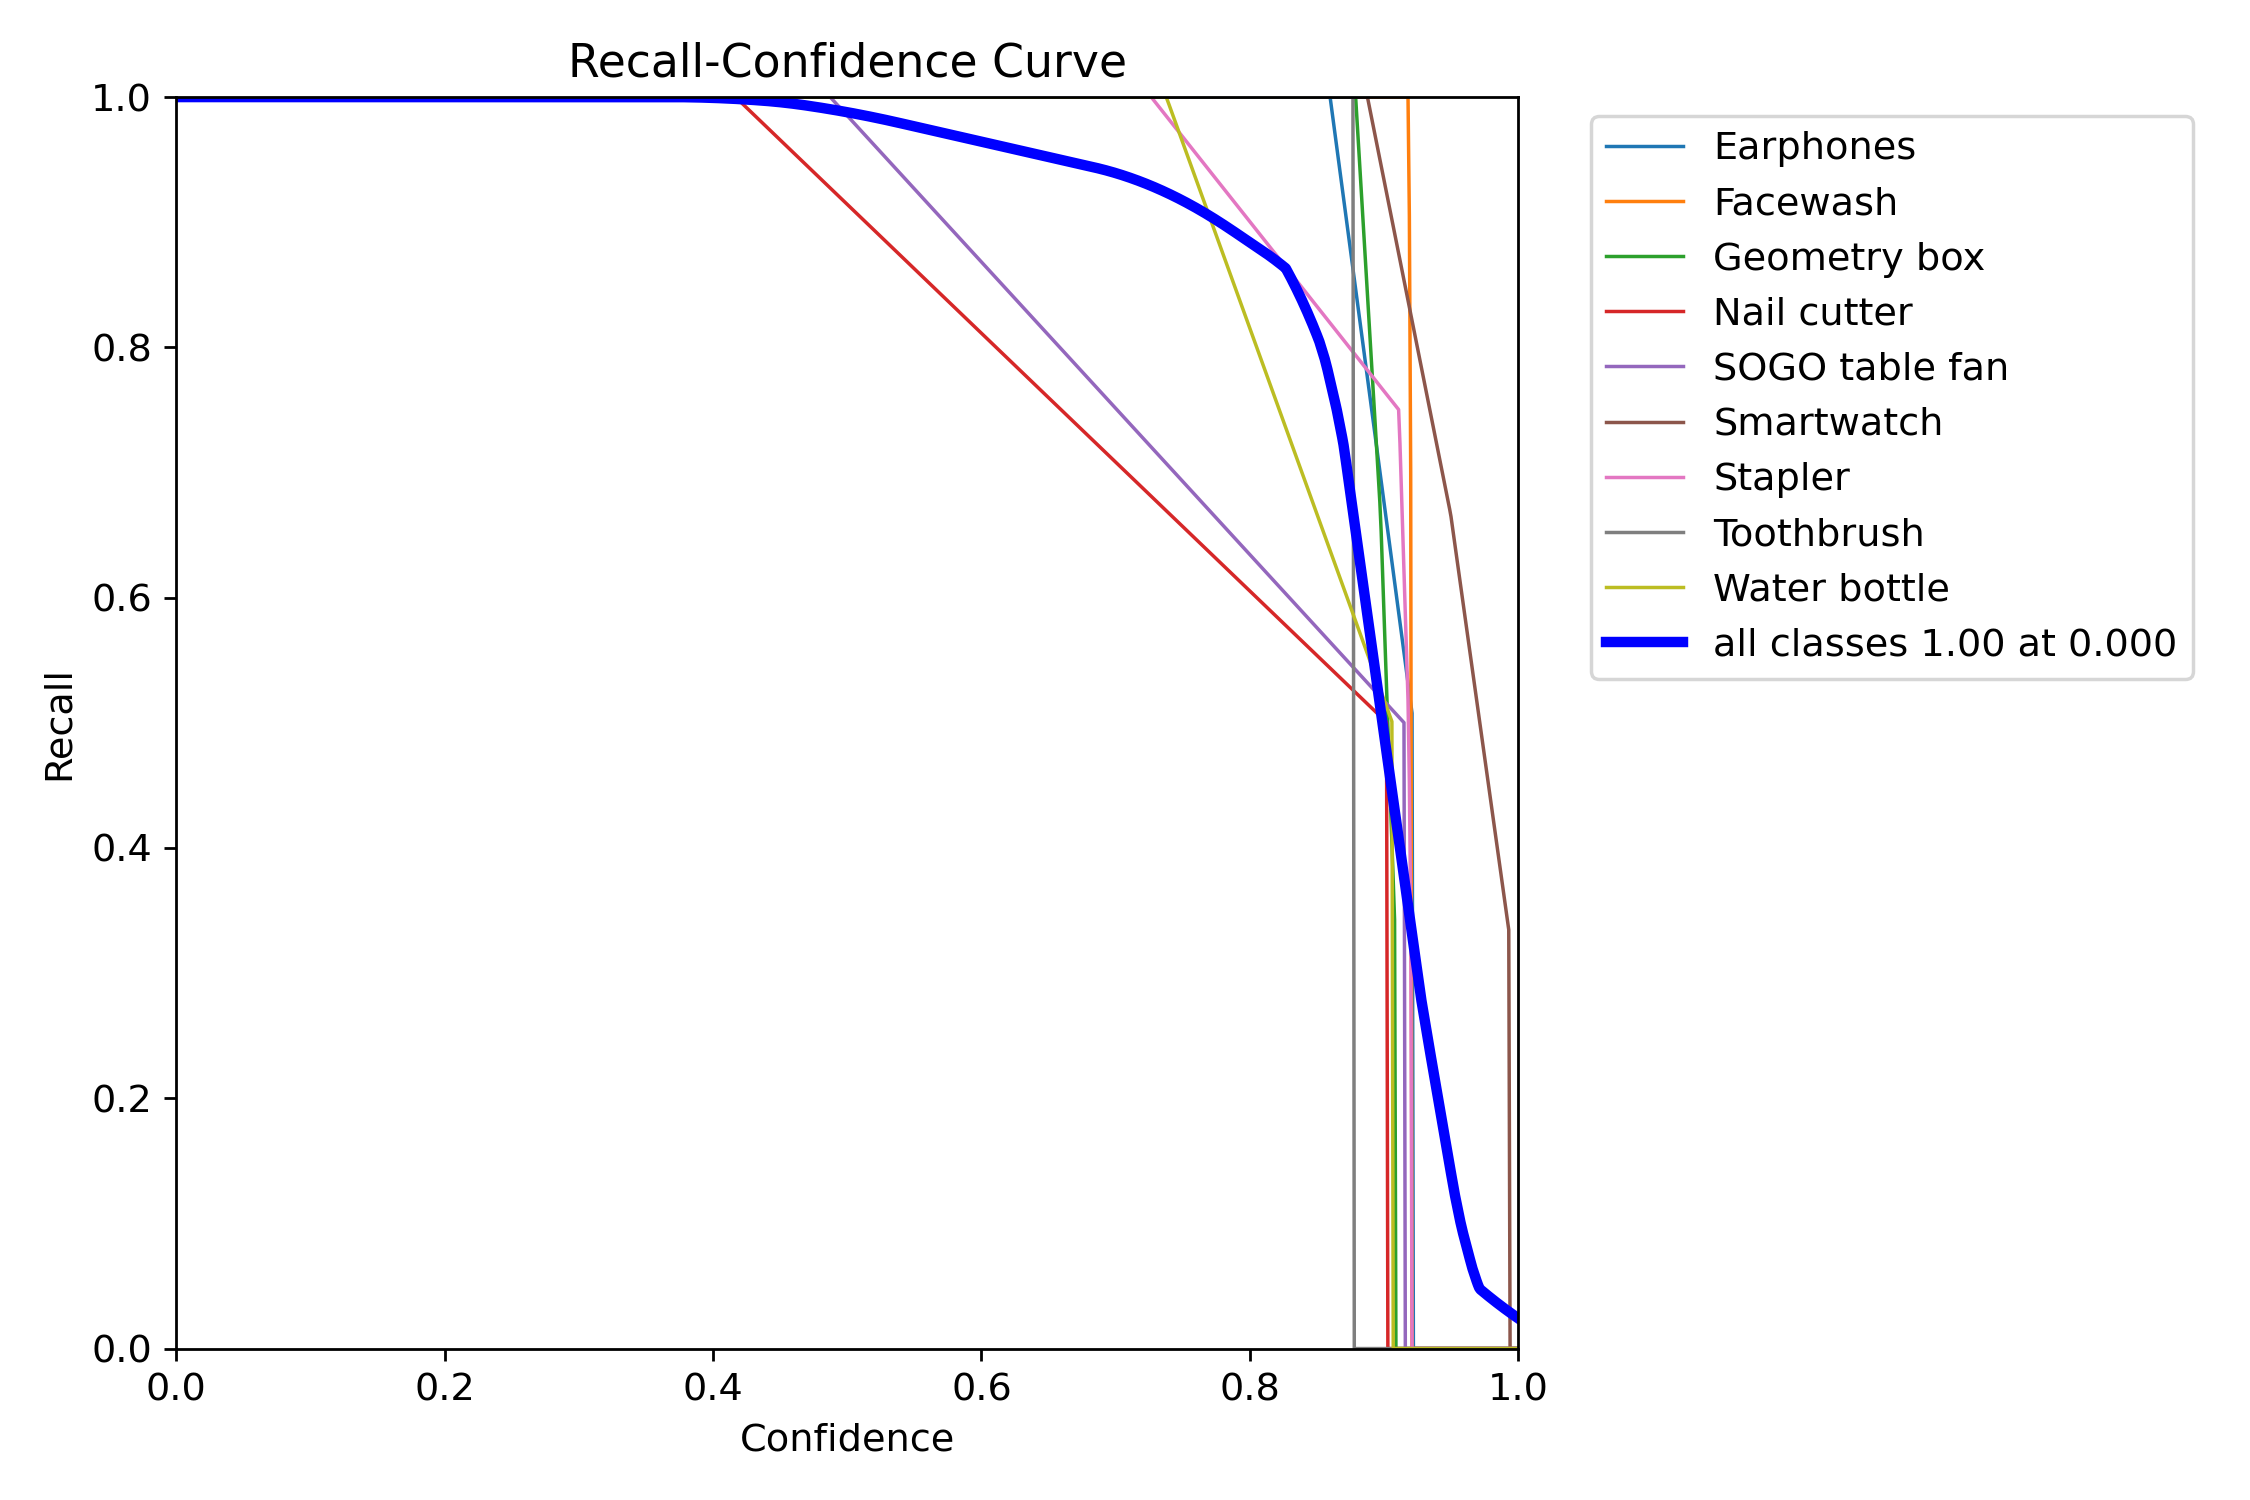 Recall-Confidence Curve
1.0
0.8
0.6
0.4
0.2
0.0
Recall
0.0 0.2 0.4 0.6 0.8 1.0
Confidence
Earphones
Facewash
Geometry box
Nail cutter
SOGO table fan
Smartwatch
Stapler
Toothbrush
Water bottle
all classes 1.00 at 0.000